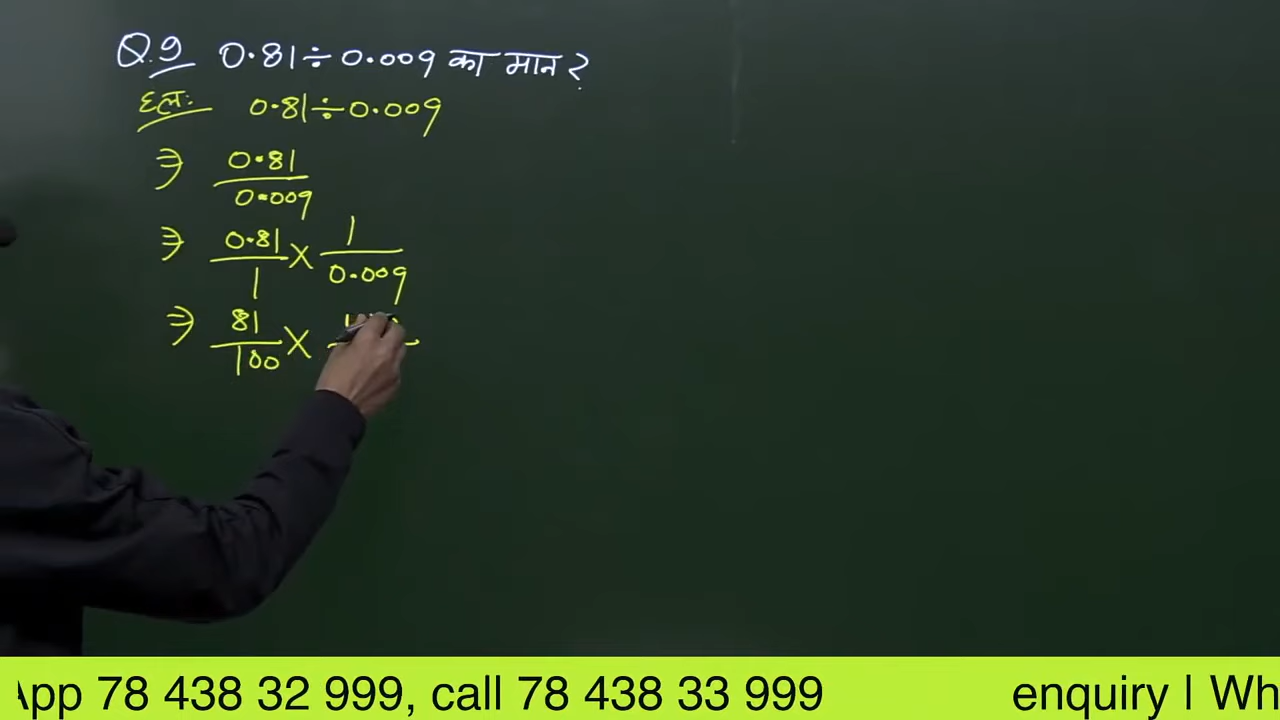 Q.9 0.81÷0.009 का मान?
हल: 0.81÷0.009
⇒ 0.81/0.009
⇒ 0.81/1 X 1/0.009
⇒ 81/100 X
App 78 438 32 999, call 78 438 33 999 enquiry | Wh